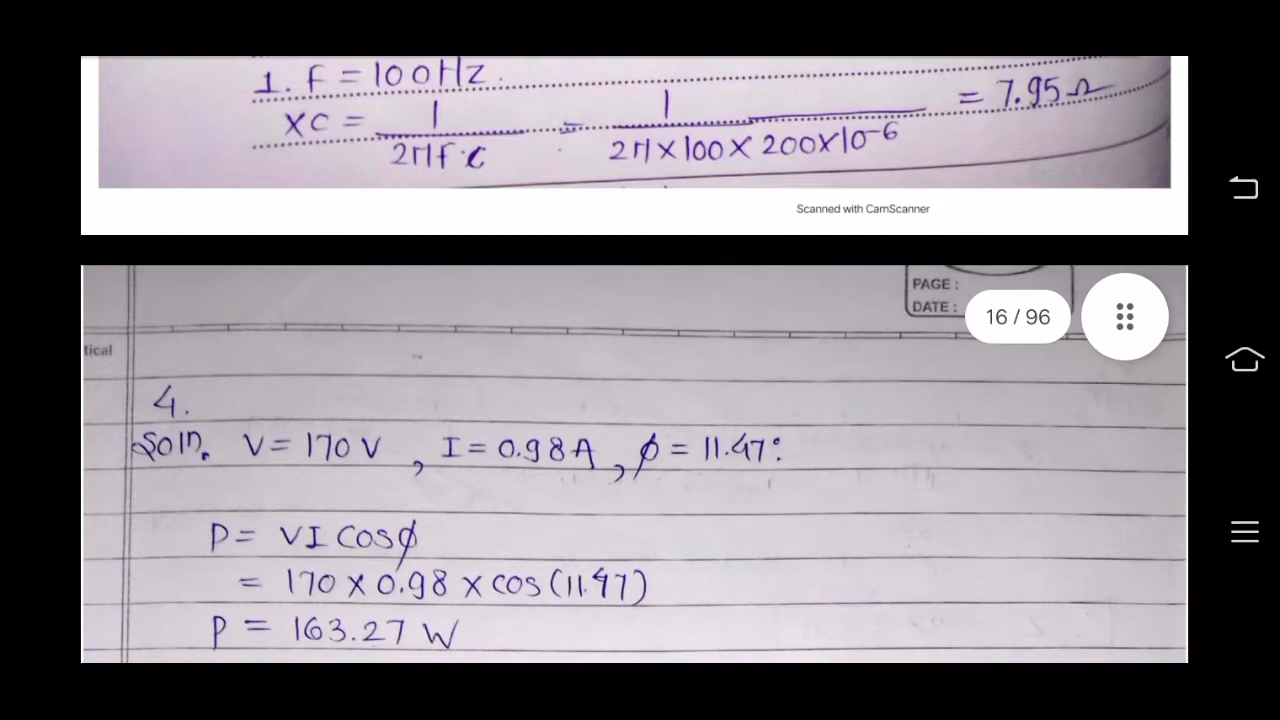 1. F = 100Hz.
XC = 1 / 2πf.c = 1 / 2π×100×200×10-6 = 7.95Ω
Scanned with CamScanner
PAGE :
DATE :
16 / 96
tical
4.
Soln. V = 170 V , I = 0.98A , ϕ = 11.47°
P = VI Cosϕ
= 170 × 0.98 × cos (11.47)
P = 163.27 W